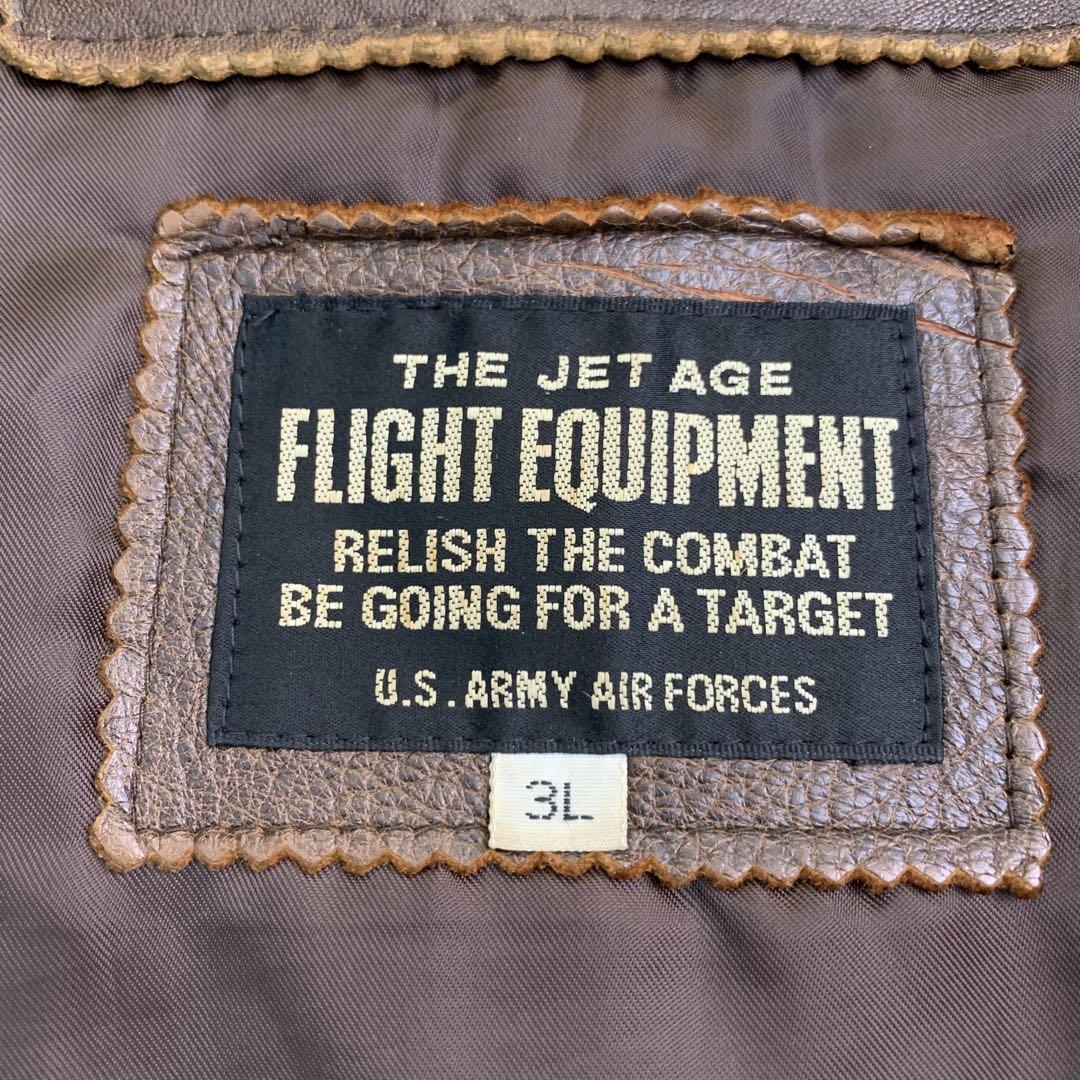 THE JET AGE
FLIGHT EQUIPMENT
RELISH THE COMBAT
BE GOING FOR A TARGET
U.S. ARMY AIR FORCES
3L